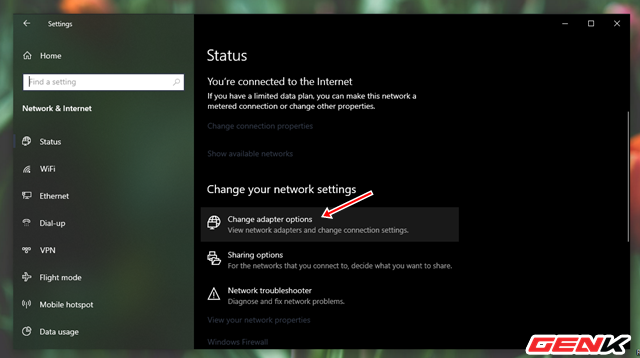 Settings
Home
Find a setting
Network & Internet
Status
WiFi
Ethernet
Dial-up
VPN
Flight mode
Mobile hotspot
Data usage
Status
You're connected to the Internet
If you have a limited data plan, you can make this network a
metered connection or change other properties.
Change connection properties
Show available networks
Change your network settings
Change adapter options
View network adapters and change connection settings.
Sharing options
For the networks that you connect to, decide what you want to share.
Network troubleshooter
Diagnose and fix network problems.
View your network properties
Windows Firewall
GENK